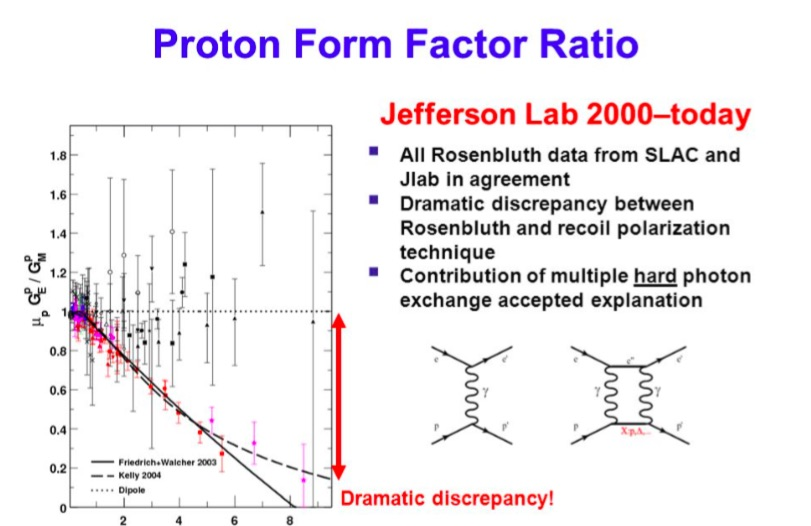 Proton Form Factor Ratio
Jefferson Lab 2000–today
All Rosenbluth data from SLAC and
Jlab in agreement
Dramatic discrepancy between
Rosenbluth and recoil polarization
technique
Contribution of multiple hard photon
exchange accepted explanation
μp GEp / GMp
1.8
1.6
1.4
1.2
1
0.8
0.6
0.4
0.2
0
2
4
6
8
Friedrich+Walcher 2003
Kelly 2004
Dipole
Dramatic discrepancy!
e
e'
γ
p
p'
e
e"
e'
γ
γ
p
X:p,Δ,...
p'